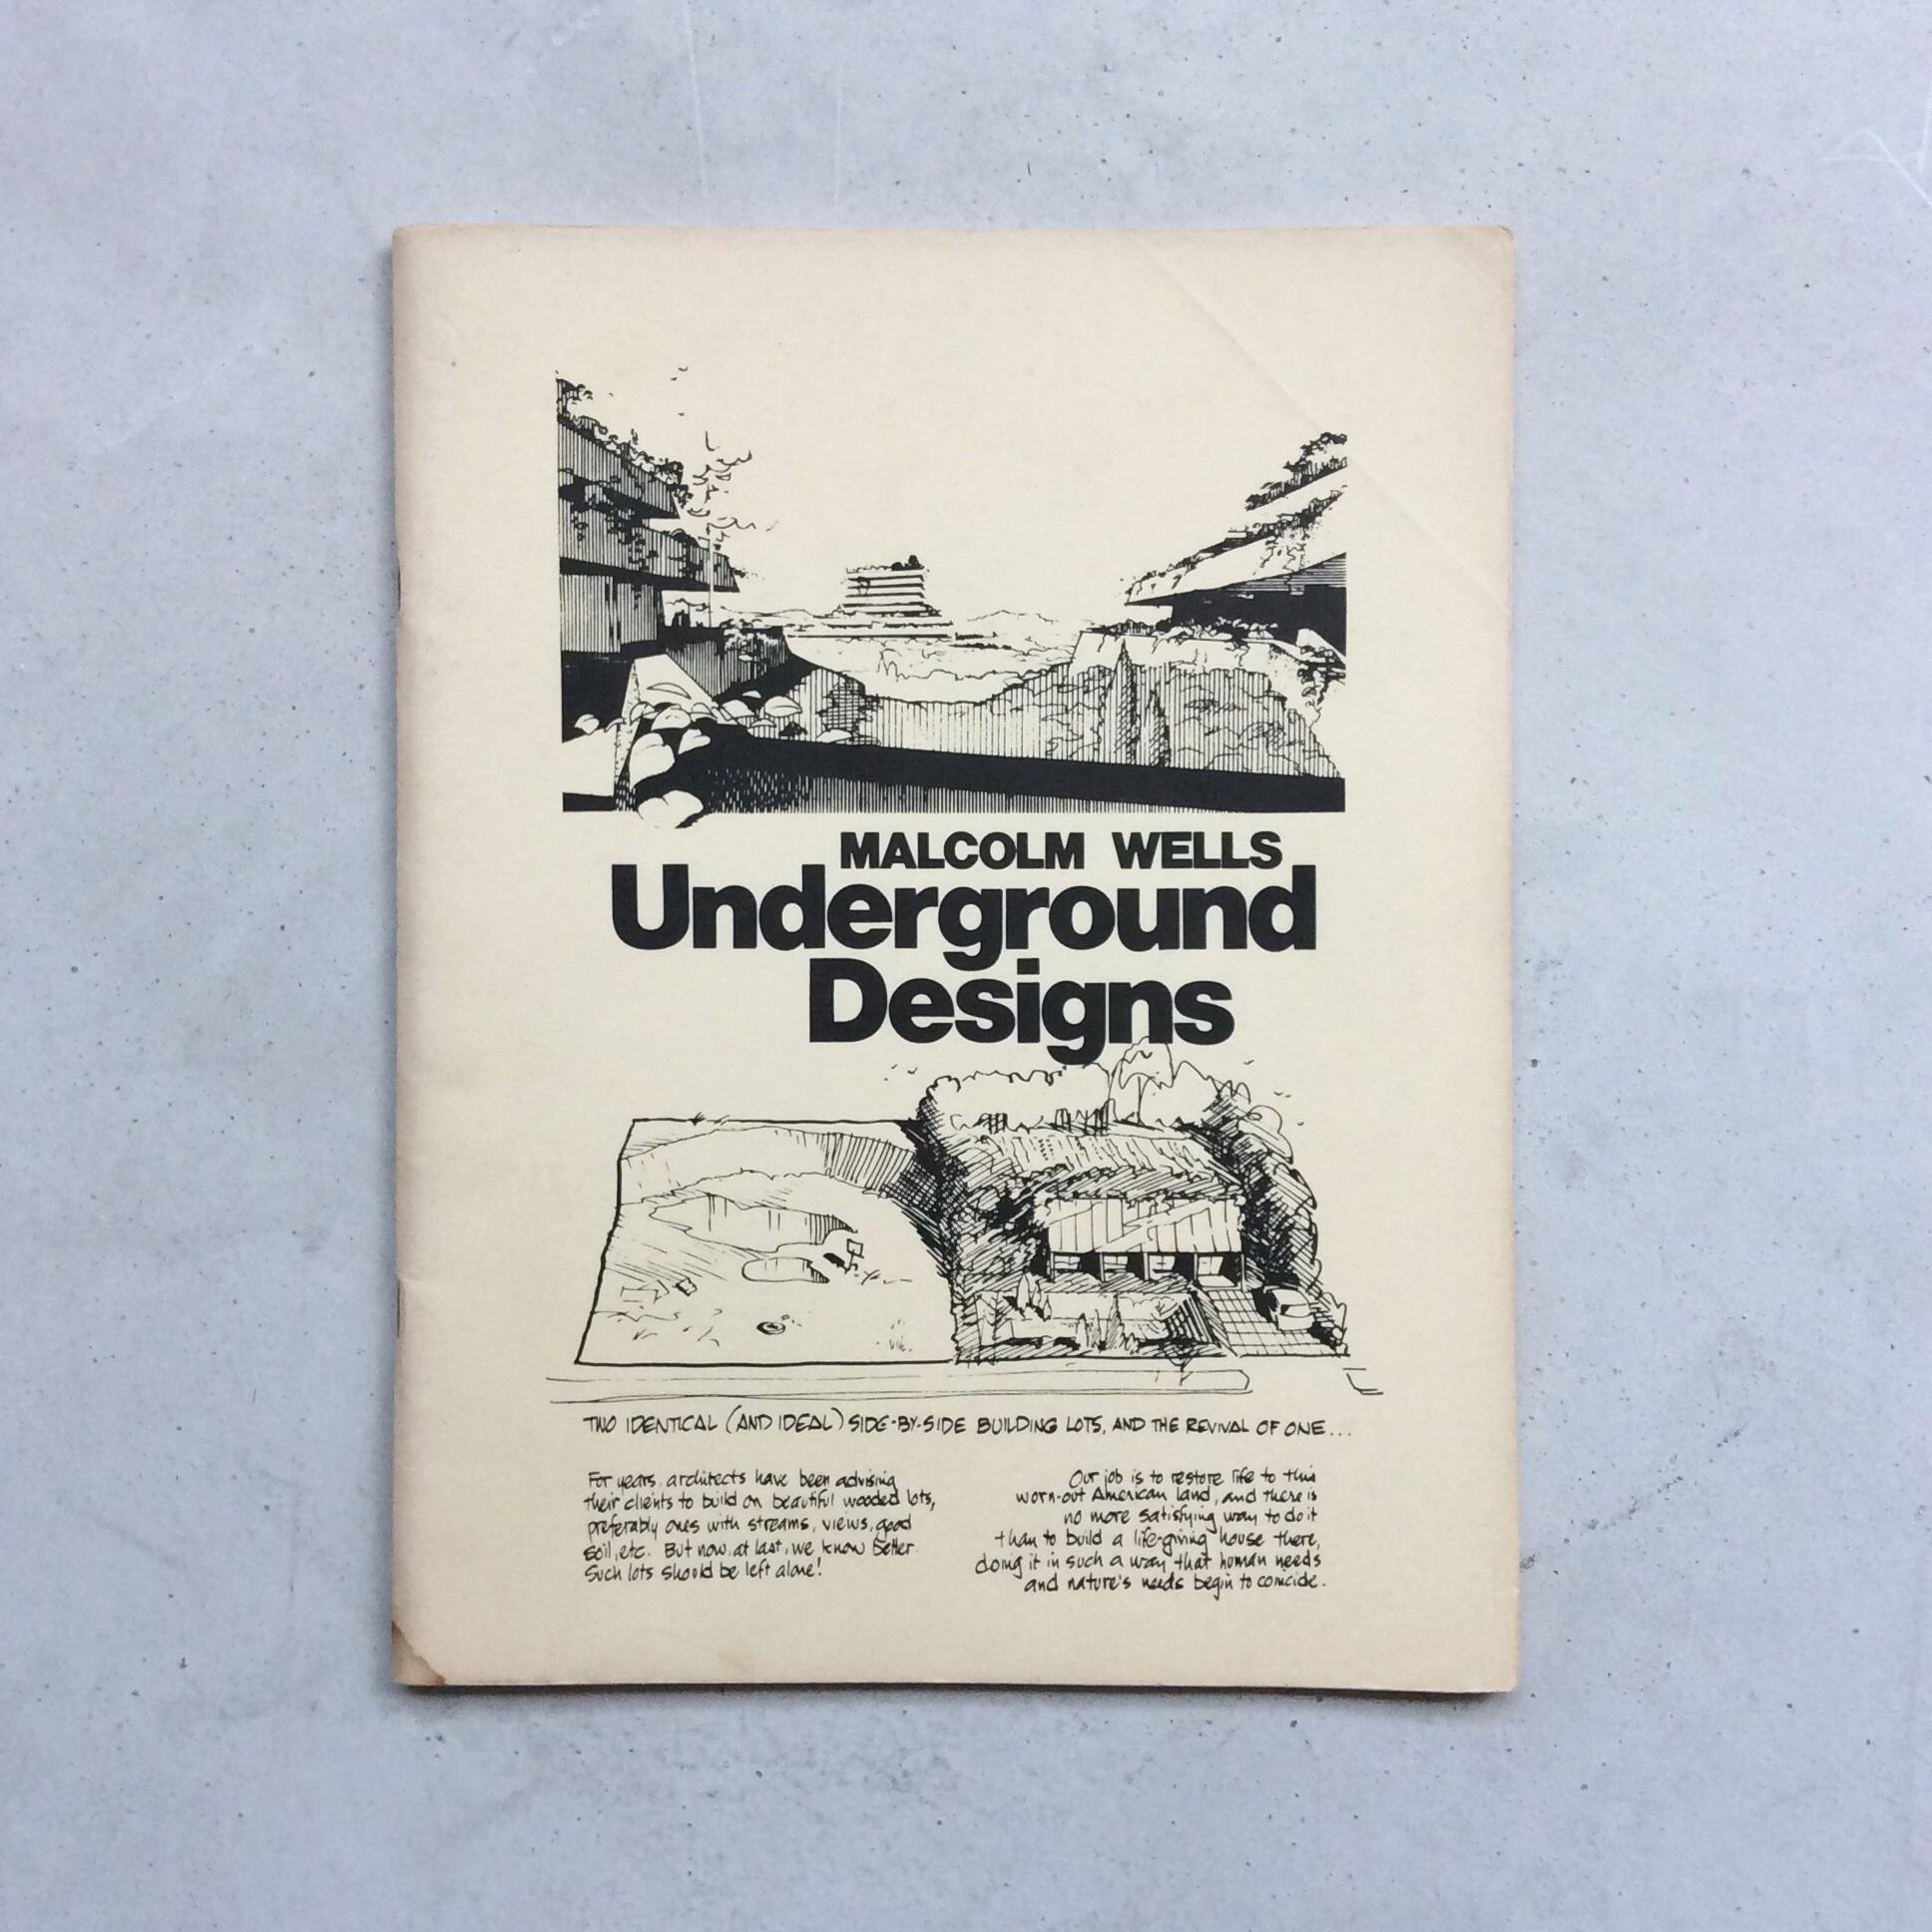 MALCOLM WELLS
Underground
Designs
TWO IDENTICAL (AND IDEAL) SIDE-BY-SIDE BUILDING LOTS, AND THE REVIVAL OF ONE...
For years, architects have been advising
their clients to build on beautiful wooded lots,
preferably ones with streams, views, good
soil, etc. But now, at last, we know better.
Such lots should be left alone!
Our job is to restore life to this
worn-out American land, and there is
no more satisfying way to do it
than to build a life-giving house there,
doing it in such a way that human needs
and nature's needs begin to coincide.